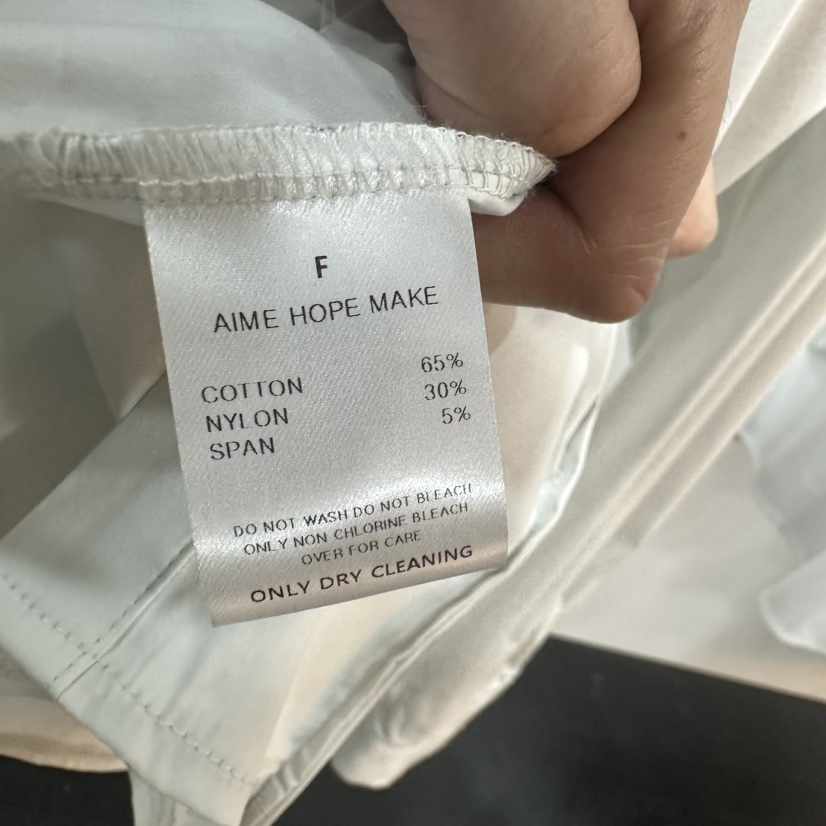 F
AIME HOPE MAKE
COTTON 65%
NYLON 30%
SPAN 5%
DO NOT WASH DO NOT BLEACH
ONLY NON CHLORINE BLEACH
OVER FOR CARE
ONLY DRY CLEANING